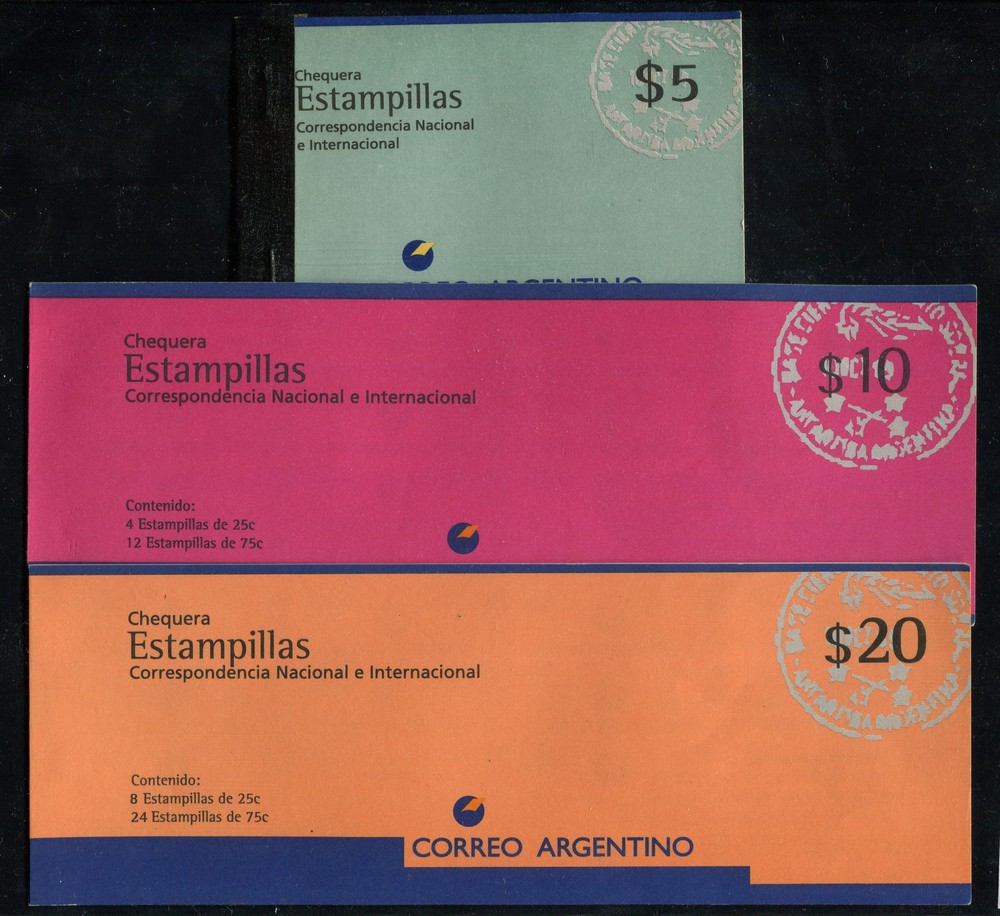 Chequera
Estampillas
Correspondencia Nacional
e Internacional
$5
ARGENTINO
Chequera
Estampillas
Correspondencia Nacional e Internacional
$10
Contenido:
4 Estampillas de 25c
12 Estampillas de 75c
Chequera
Estampillas
Correspondencia Nacional e Internacional
$20
Contenido:
8 Estampillas de 25c
24 Estampillas de 75c
CORREO ARGENTINO